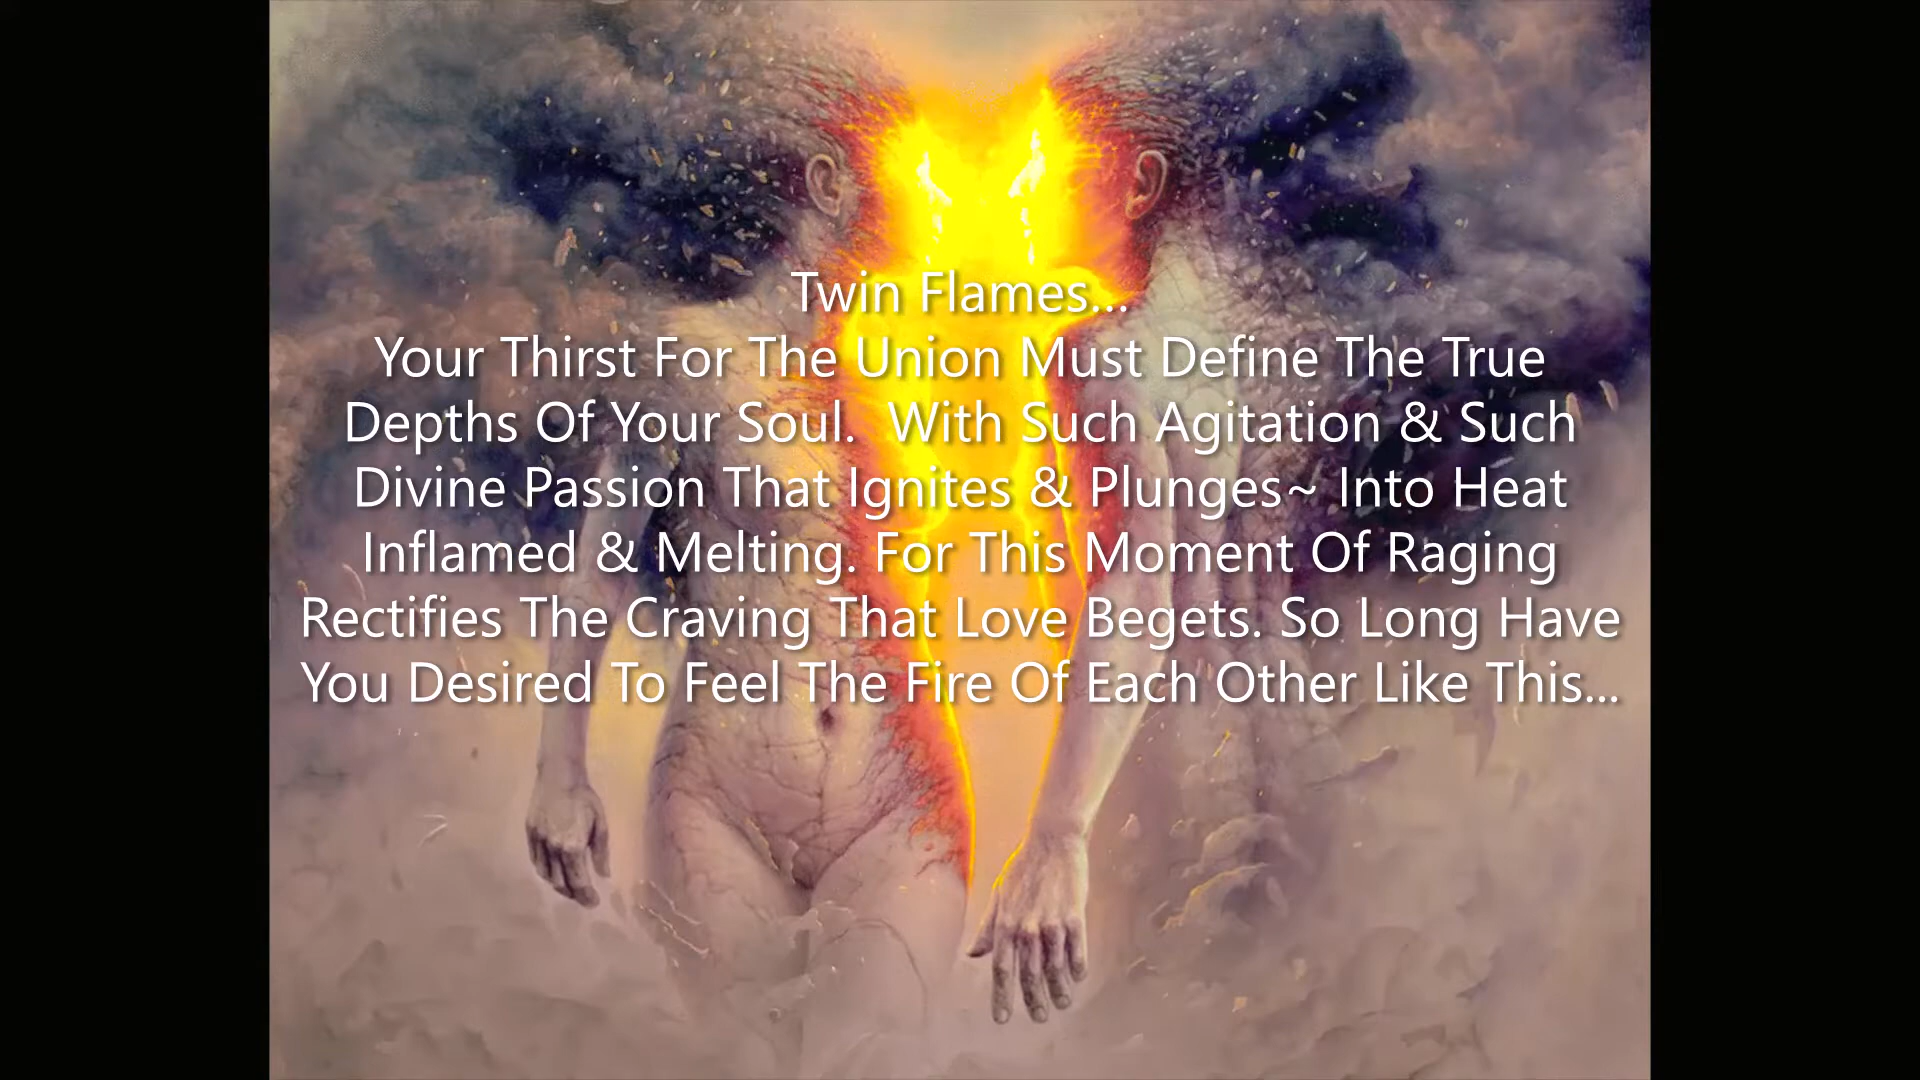 Twin Flames...
Your Thirst For The Union Must Define The True
Depths Of Your Soul.  With Such Agitation & Such
Divine Passion That Ignites & Plunges~ Into Heat
Inflamed & Melting. For This Moment Of Raging
Rectifies The Craving That Love Begets. So Long Have
You Desired To Feel The Fire Of Each Other Like This...